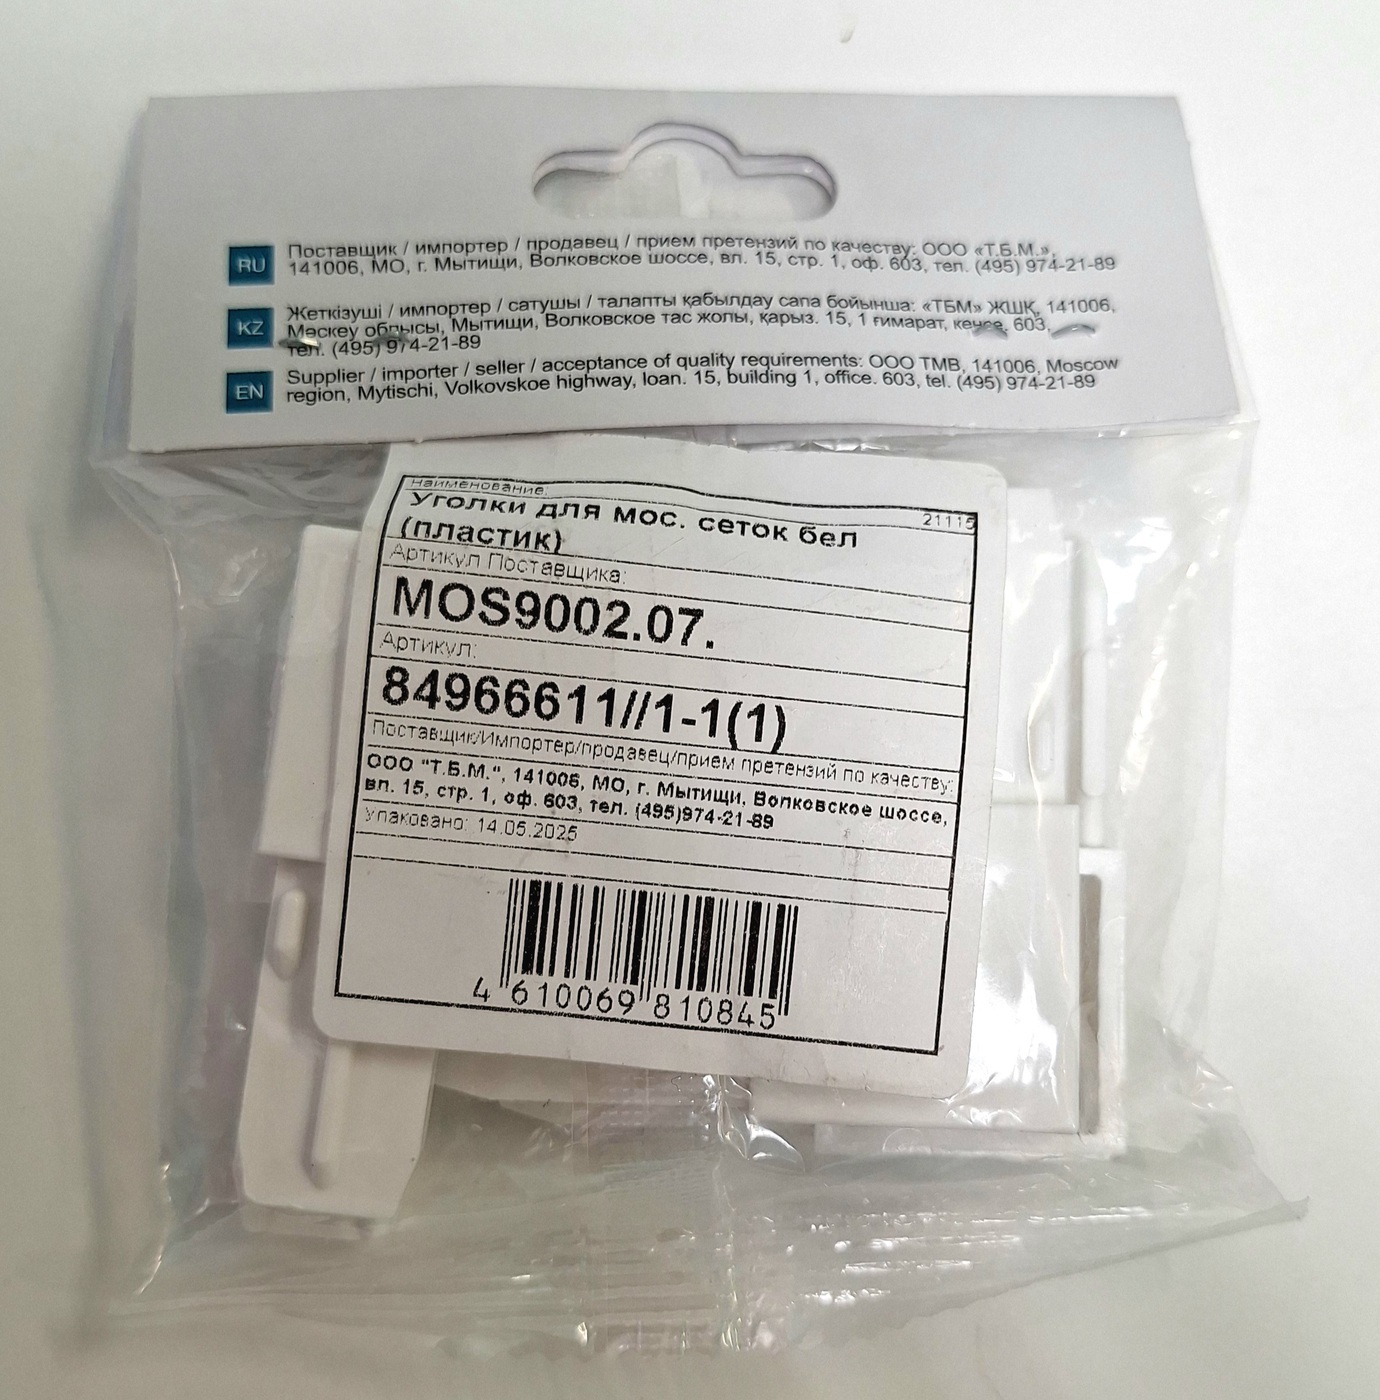 RU
Поставщик / импортер / продавец / прием претензий по качеству: ООО «Т.Б.М.»,
141006, МО, г. Мытищи, Волковское шоссе, вл. 15, стр. 1, оф. 603, тел. (495) 974-21-89
KZ
Жеткізуші / импортер / сатушы / талапты қабылдау сапа бойынша: «ТБМ» ЖШҚ, 141006,
Мәскеу облысы, Мытищи, Волковское тас жолы, қарыз. 15, 1 ғимарат, кеңсе, 603,
тел. (495) 974-21-89
EN
Supplier / importer / seller / acceptance of quality requirements: ООО ТМВ, 141006, Moscow
region, Mytischi, Volkovskoe highway, loan. 15, building 1, office. 603, tel. (495) 974-21-89
Наименование:
Уголки для мос. сеток бел
21115
(пластик)
Артикул Поставщика:
MOS9002.07.
Артикул:
84966611//1-1(1)
Поставщик/Импортер/продавец/прием претензий по качеству:
ООО "Т.Б.М.", 141006, МО, г. Мытищи, Волковское шоссе,
вл. 15, стр. 1, оф. 603, тел. (495)974-21-89
Упаковано: 14.05.2025
4 610069 810845